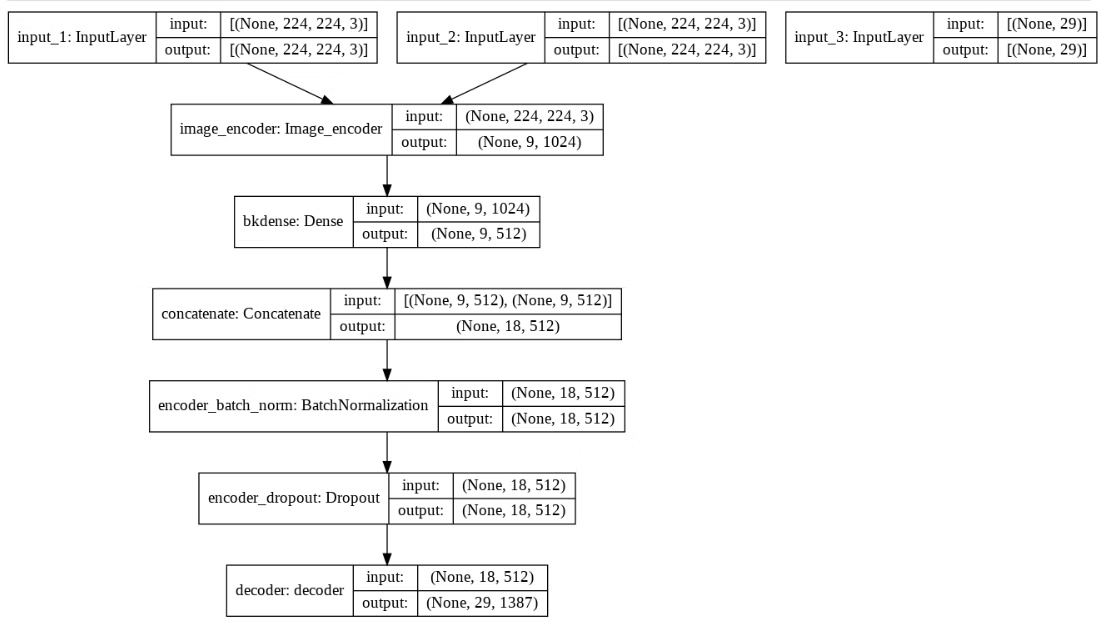 input_1: InputLayer
input: [(None, 224, 224, 3)]
output: [(None, 224, 224, 3)]
input_2: InputLayer
input: [(None, 224, 224, 3)]
output: [(None, 224, 224, 3)]
input_3: InputLayer
input: [(None, 29)]
output: [(None, 29)]
image_encoder: Image_encoder
input: (None, 224, 224, 3)
output: (None, 9, 1024)
bkdense: Dense
input: (None, 9, 1024)
output: (None, 9, 512)
concatenate: Concatenate
input: [(None, 9, 512), (None, 9, 512)]
output: (None, 18, 512)
encoder_batch_norm: BatchNormalization
input: (None, 18, 512)
output: (None, 18, 512)
encoder_dropout: Dropout
input: (None, 18, 512)
output: (None, 18, 512)
decoder: decoder
input: (None, 18, 512)
output: (None, 29, 1387)